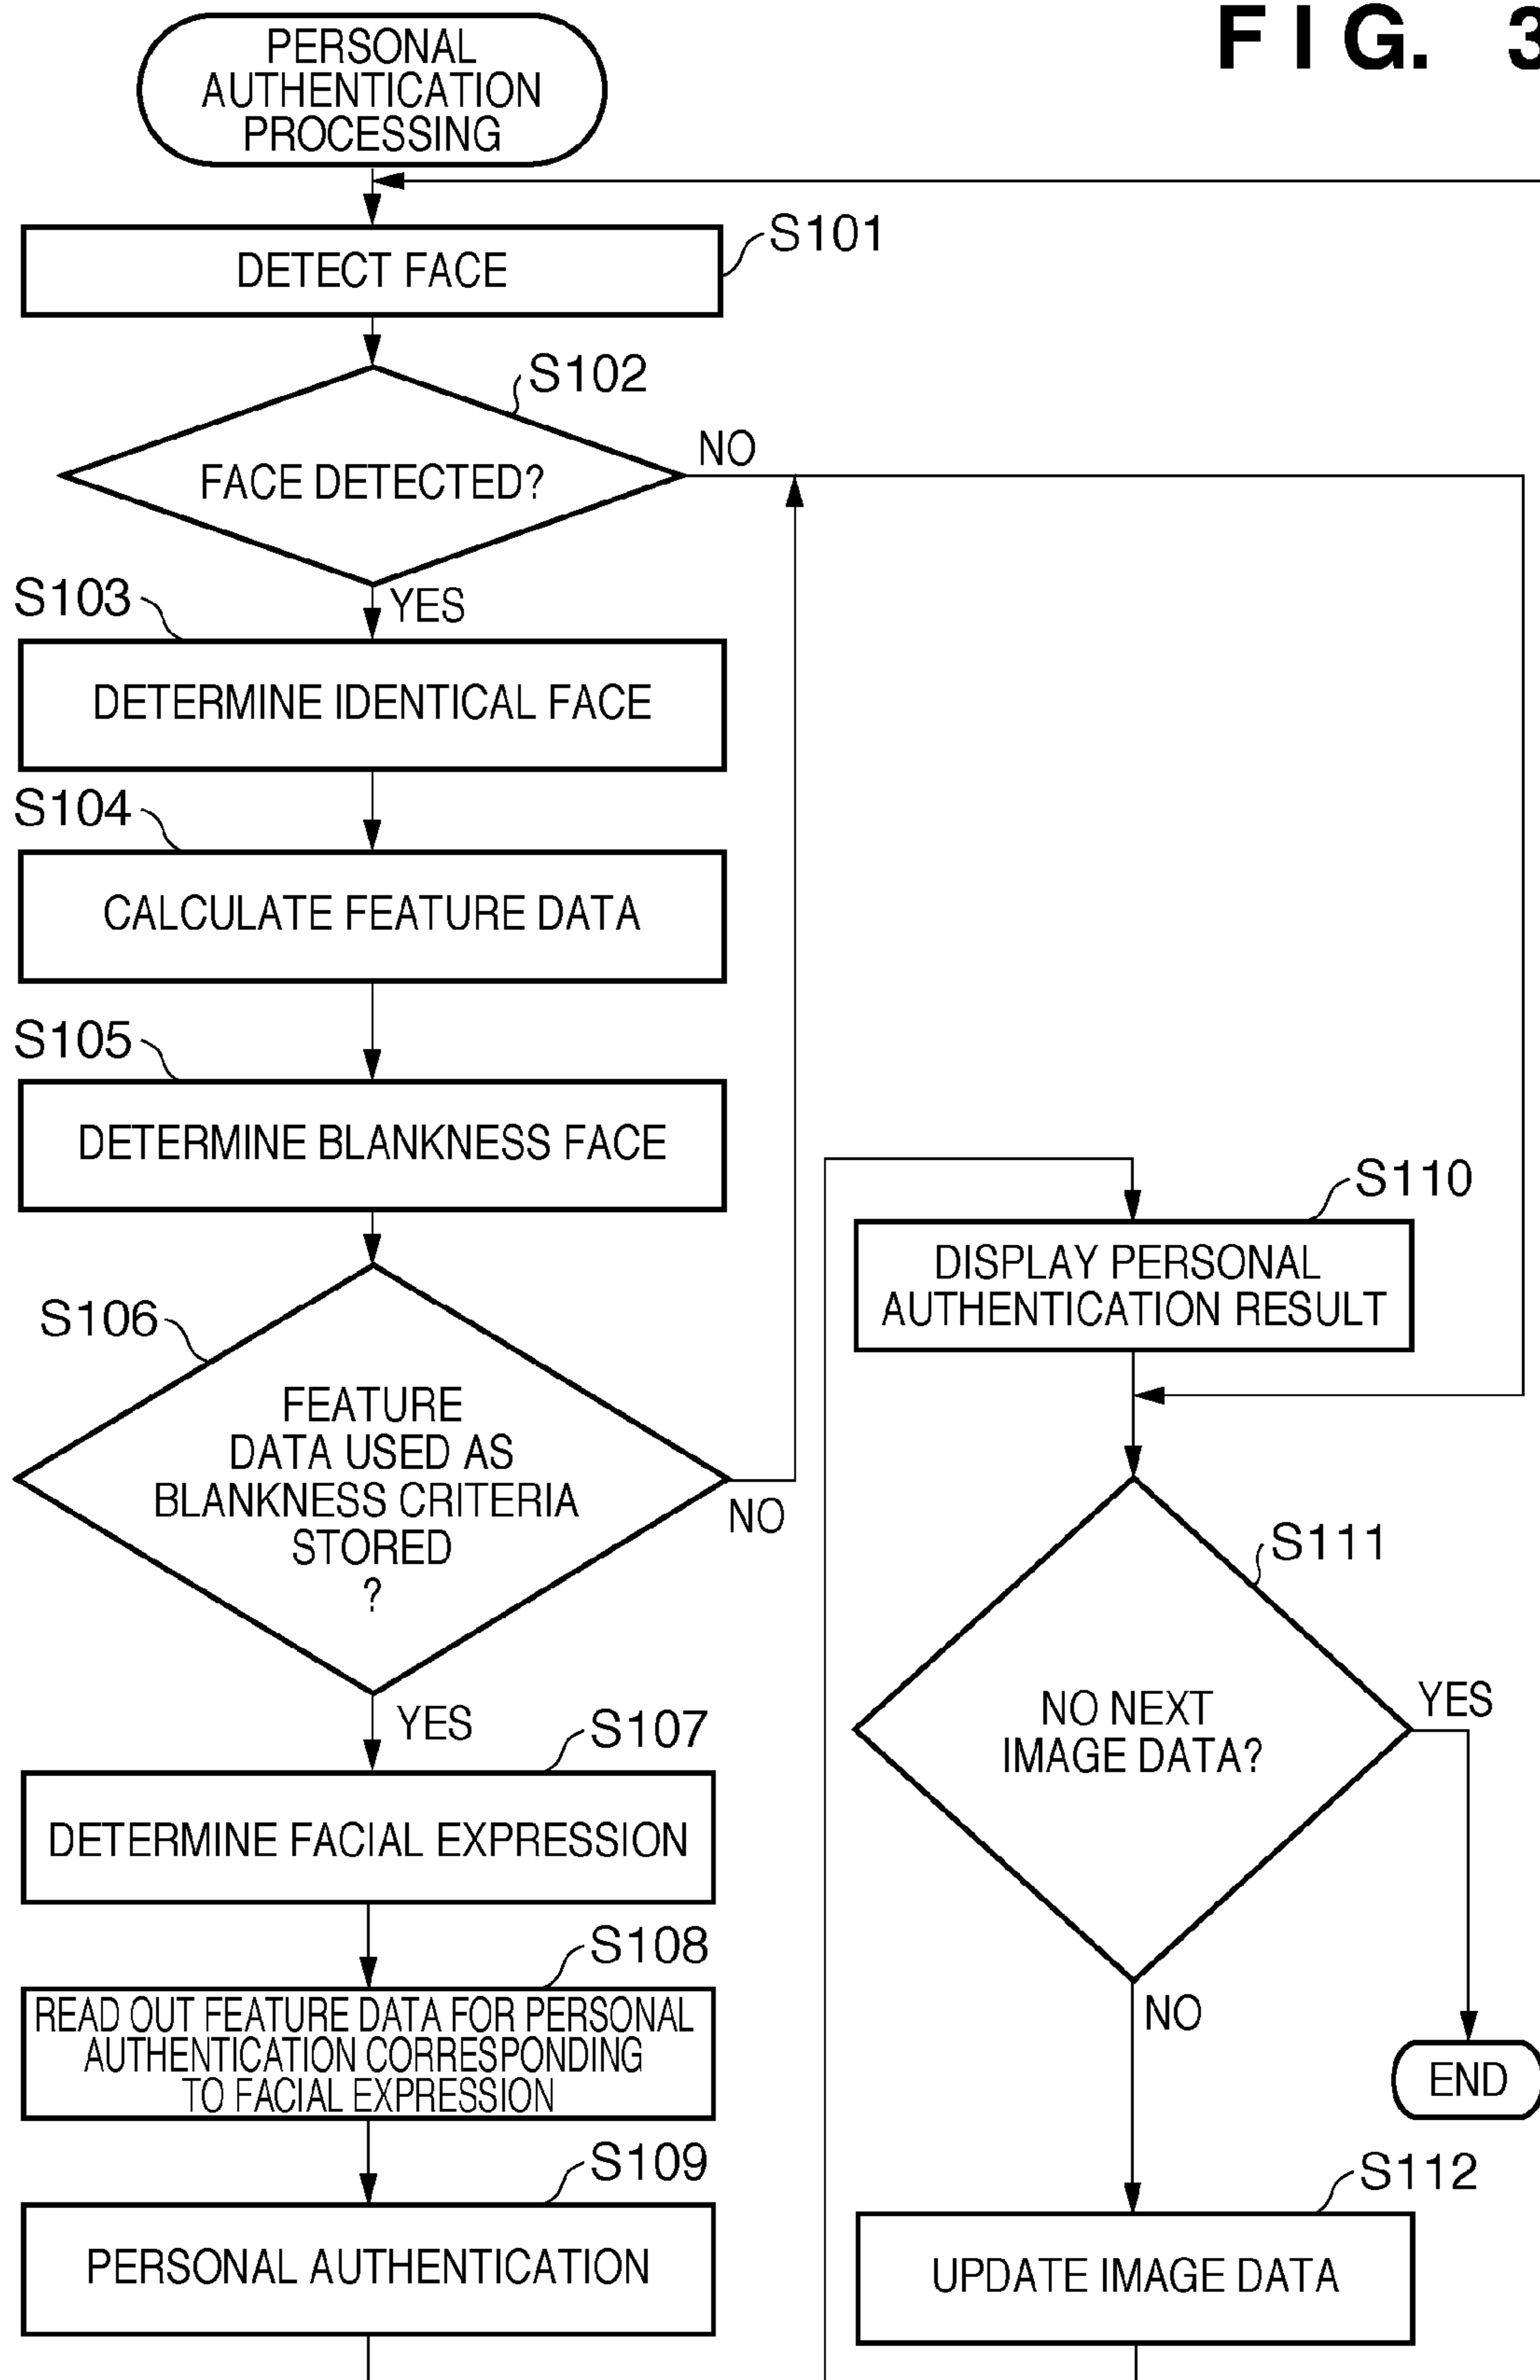 FIG. 3
PERSONAL
AUTHENTICATION
PROCESSING
S101
DETECT FACE
S102
FACE DETECTED?
NO
YES
S103
DETERMINE IDENTICAL FACE
S104
CALCULATE FEATURE DATA
S105
DETERMINE BLANKNESS FACE
S106
FEATURE
DATA USED AS
BLANKNESS CRITERIA
STORED
?
NO
YES
S107
DETERMINE FACIAL EXPRESSION
S108
READ OUT FEATURE DATA FOR PERSONAL
AUTHENTICATION CORRESPONDING
TO FACIAL EXPRESSION
S109
PERSONAL AUTHENTICATION
S110
DISPLAY PERSONAL
AUTHENTICATION RESULT
S111
NO NEXT
IMAGE DATA?
YES
NO
END
S112
UPDATE IMAGE DATA